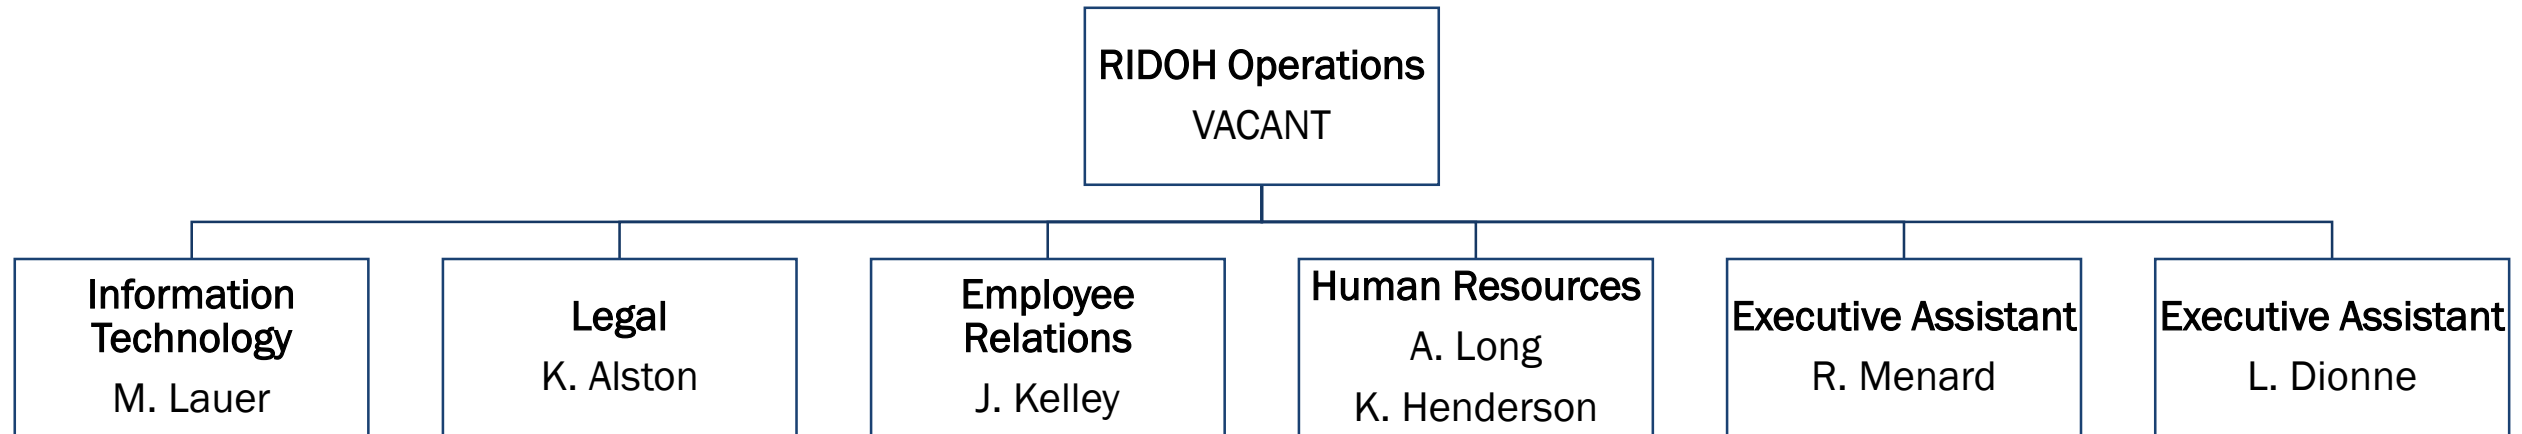 RIDOH Operations
VACANT
Information
Technology
M. Lauer
Legal
K. Alston
Employee
Relations
J. Kelley
Human Resources
A. Long
K. Henderson
Executive Assistant
R. Menard
Executive Assistant
L. Dionne